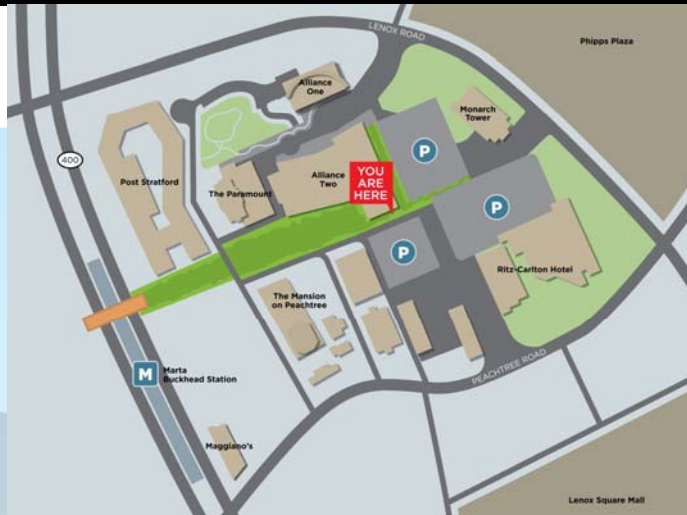 LENOX ROAD
Phipps Plaza
Alliance
One
Monarch
Tower
P
400
Post Stratford
The Paramount
Alliance
Two
YOU
ARE
HERE
P
P
Ritz-Carlton Hotel
The Mansion
on Peachtree
M
Marta
Buckhead Station
PEACHTREE ROAD
Maggiano's
Lenox Square Mall